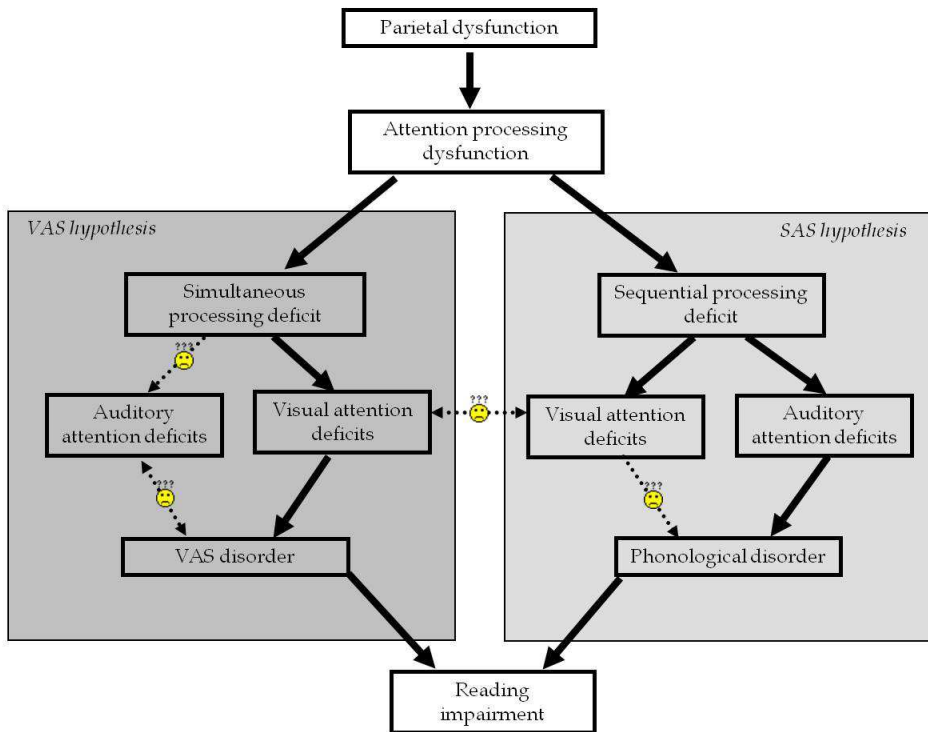 Parietal dysfunction
Attention processing
dysfunction
VAS hypothesis
SAS hypothesis
Simultaneous
processing deficit
Sequential processing
deficit
???
Auditory
attention deficits
Visual attention
deficits
???
Visual attention
deficits
Auditory
attention deficits
???
???
VAS disorder
Phonological disorder
Reading
impairment